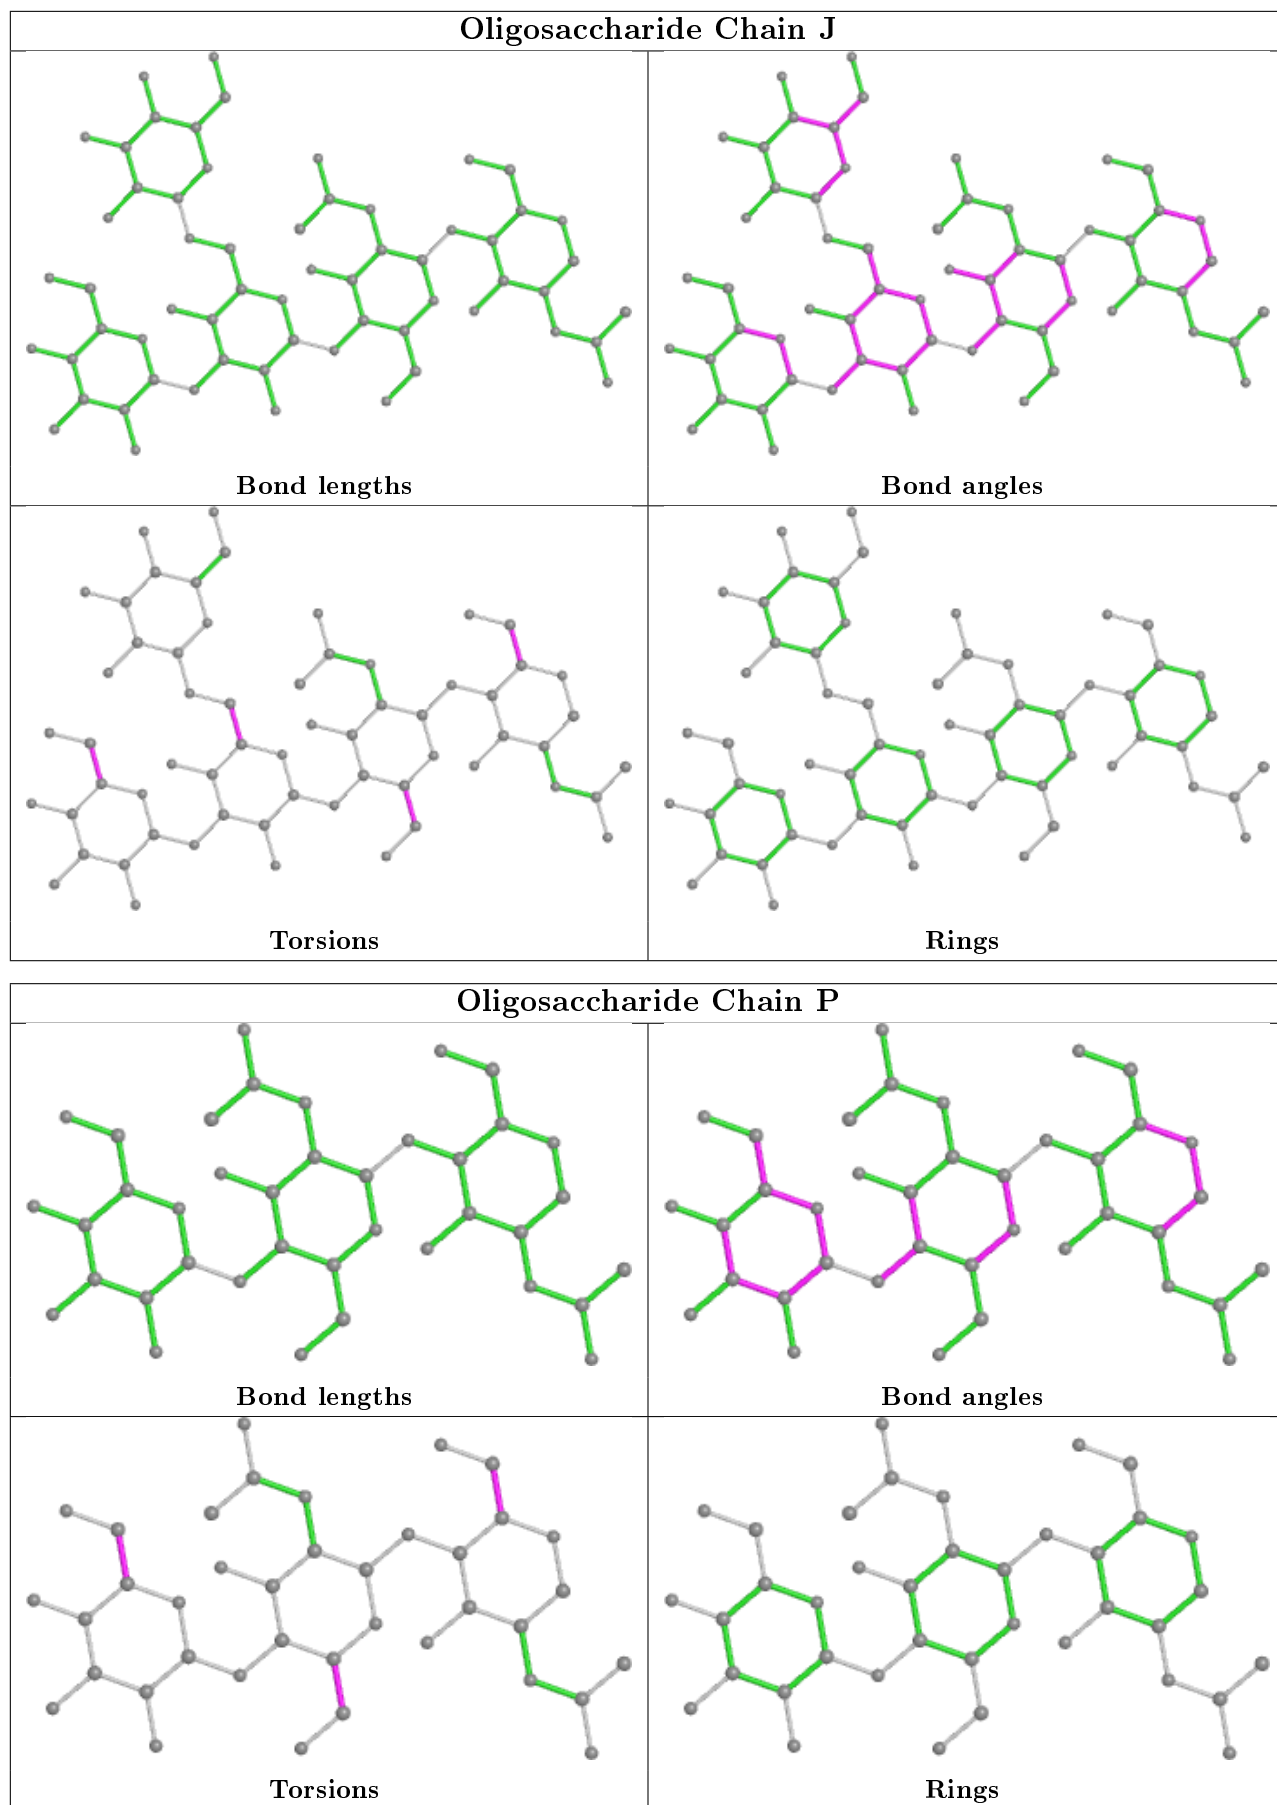 Oligosaccharide Chain J
Bond lengths
Bond angles
Torsions
Rings
Oligosaccharide Chain P
Bond lengths
Bond angles
Torsions
Rings